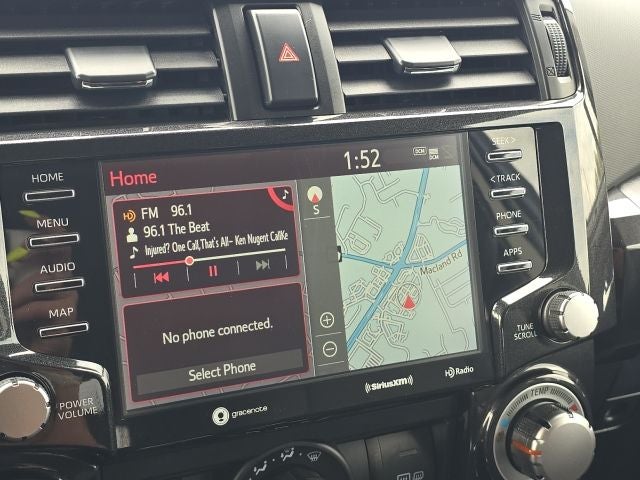 1:52
DCM
Home
HOME
MENU
AUDIO
MAP
POWER
VOLUME
HD FM 96.1
96.1 The Beat
Injured? One Call,That's All- Ken Nugent CallKe
No phone connected.
Select Phone
S
Macland Rd
SEEK>
<TRACK
PHONE
APPS
TUNE
SCROLL
gracenote
((SiriusXM))
HD Radio
TEMP